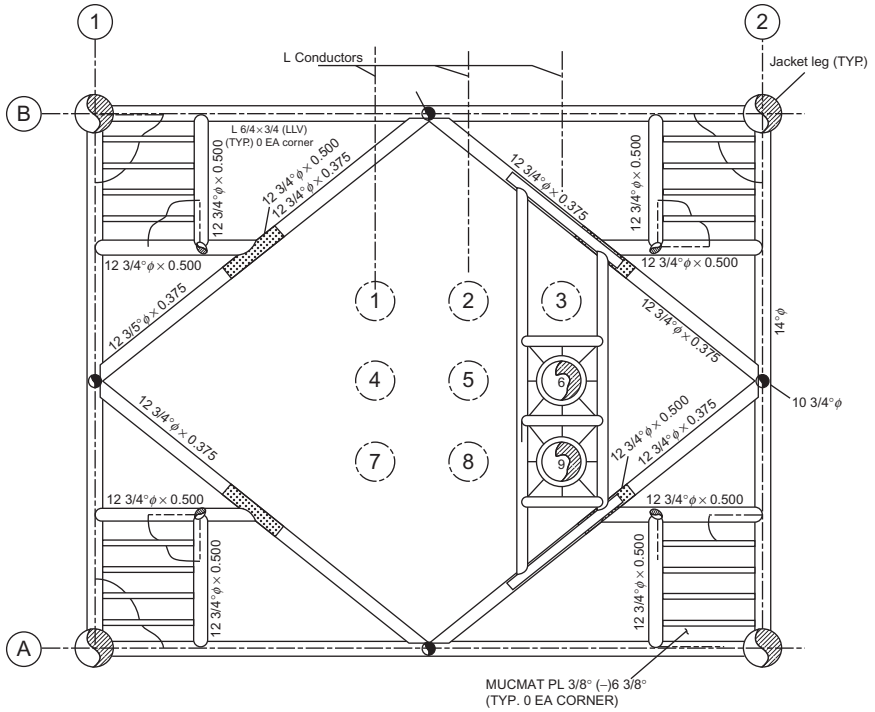 1
2
L Conductors
Jacket leg (TYP.)
B
L 6/4×3/4 (LLV)
(TYP.) 0 EA corner
12 3/4°ϕ × 0.500
12 3/4°ϕ × 0.500
12 3/4°ϕ × 0.375
12 3/4°ϕ × 0.375
12 3/4°ϕ × 0.500
12 3/4°ϕ × 0.500
12 3/4°ϕ × 0.500
12 3/5°ϕ × 0.375
1
2
3
12 3/4°ϕ × 0.375
14°ϕ
4
5
6
10 3/4°ϕ
12 3/4°ϕ × 0.375
12 3/4°ϕ × 0.500
12 3/4°ϕ × 0.375
7
8
9
12 3/4°ϕ × 0.500
12 3/4°ϕ × 0.500
12 3/4°ϕ × 0.500
12 3/4°ϕ × 0.500
A
MUCMAT PL 3/8° (–)6 3/8°
(TYP. 0 EA CORNER)